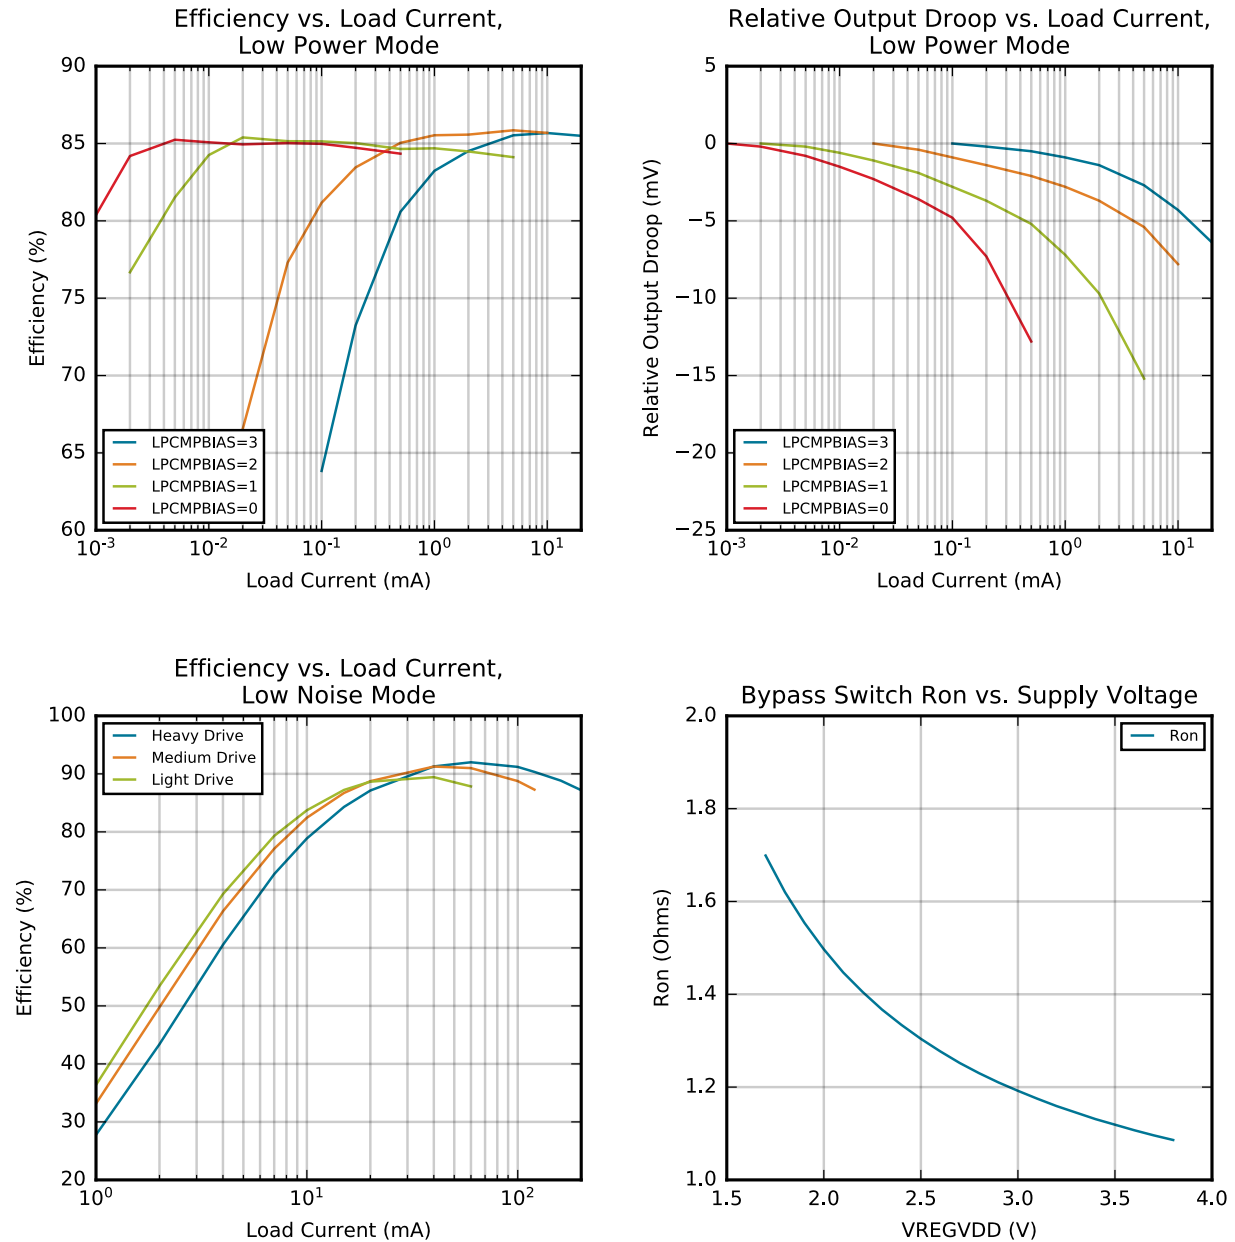 Efficiency vs. Load Current,
Low Power Mode
90
85
80
75
70
65
60
Efficiency (%)
LPCMPBIAS=3
LPCMPBIAS=2
LPCMPBIAS=1
LPCMPBIAS=0
10⁻³ 10⁻² 10⁻¹ 10⁰ 10¹
Load Current (mA)
Relative Output Droop vs. Load Current,
Low Power Mode
5
0
−5
−10
−15
−20
−25
Relative Output Droop (mV)
LPCMPBIAS=3
LPCMPBIAS=2
LPCMPBIAS=1
LPCMPBIAS=0
10⁻³ 10⁻² 10⁻¹ 10⁰ 10¹
Load Current (mA)
Efficiency vs. Load Current,
Low Noise Mode
100
90
80
70
60
50
40
30
20
Efficiency (%)
Heavy Drive
Medium Drive
Light Drive
10⁰ 10¹ 10²
Load Current (mA)
Bypass Switch Ron vs. Supply Voltage
2.0
1.8
1.6
1.4
1.2
1.0
Ron (Ohms)
Ron
1.5 2.0 2.5 3.0 3.5 4.0
VREGVDD (V)